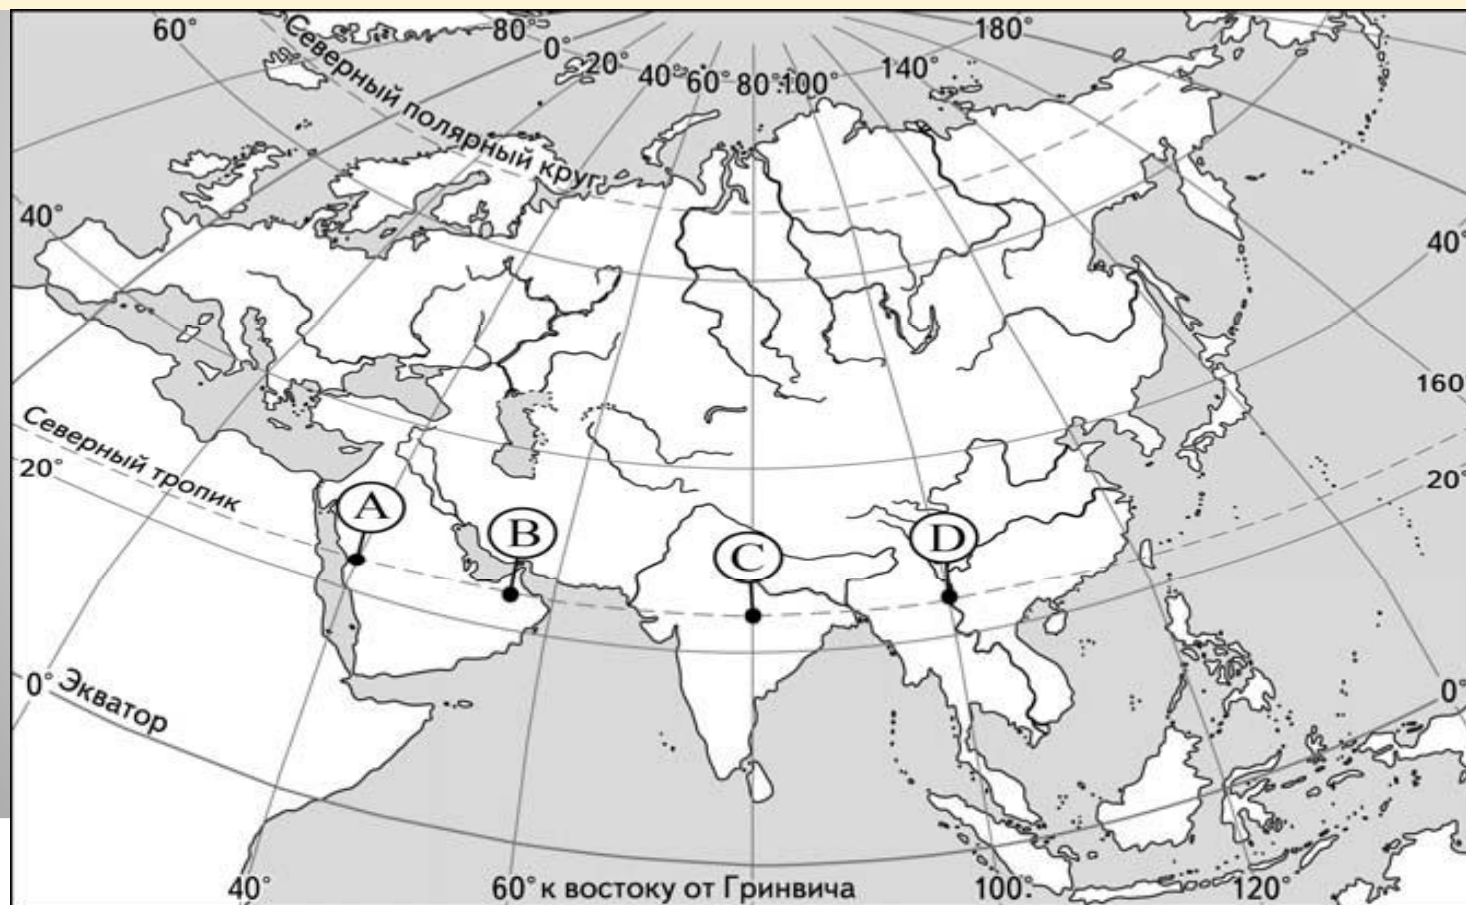 60°
80°
180°
0°
20°
40°
60°
80°
100°
140°
Северный полярный круг
40°
40°
160
Северный тропик
20°
20°
A
B
C
D
0° Экватор
0°
40°
60° к востоку от Гринвича
100.
120°